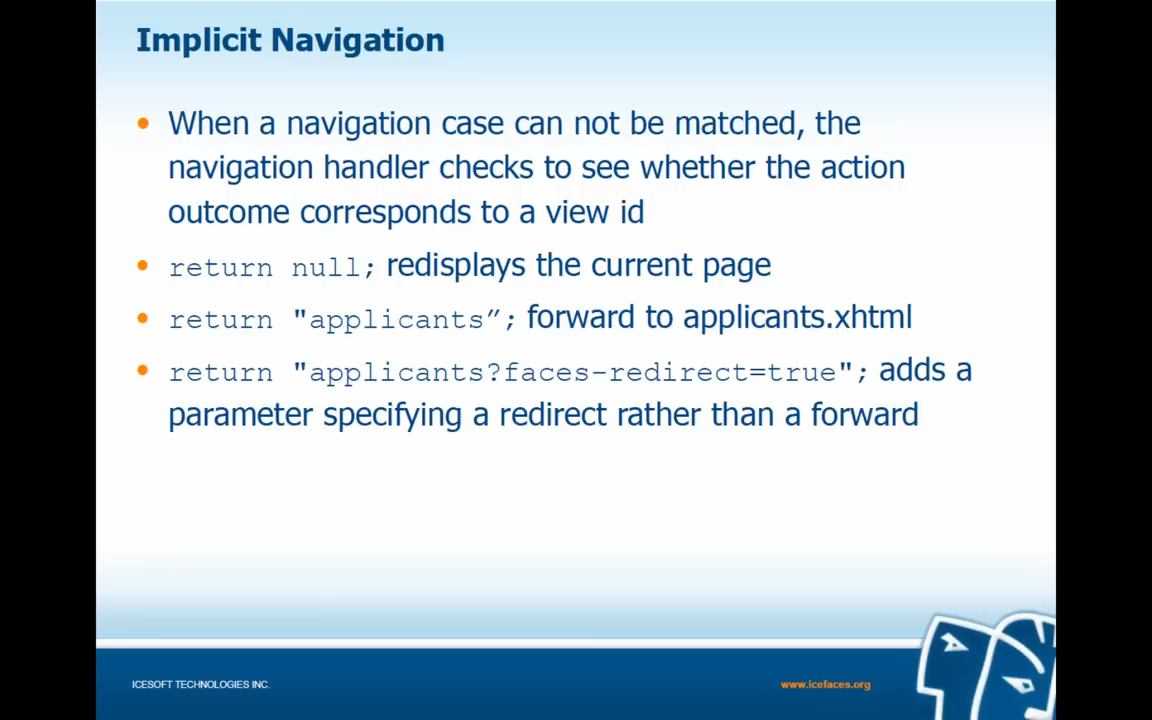 Implicit Navigation
• When a navigation case can not be matched, the
navigation handler checks to see whether the action
outcome corresponds to a view id
• return null; redisplays the current page
• return "applicants”; forward to applicants.xhtml
• return "applicants?faces-redirect=true"; adds a
parameter specifying a redirect rather than a forward
ICESOFT TECHNOLOGIES INC.
www.icefaces.org